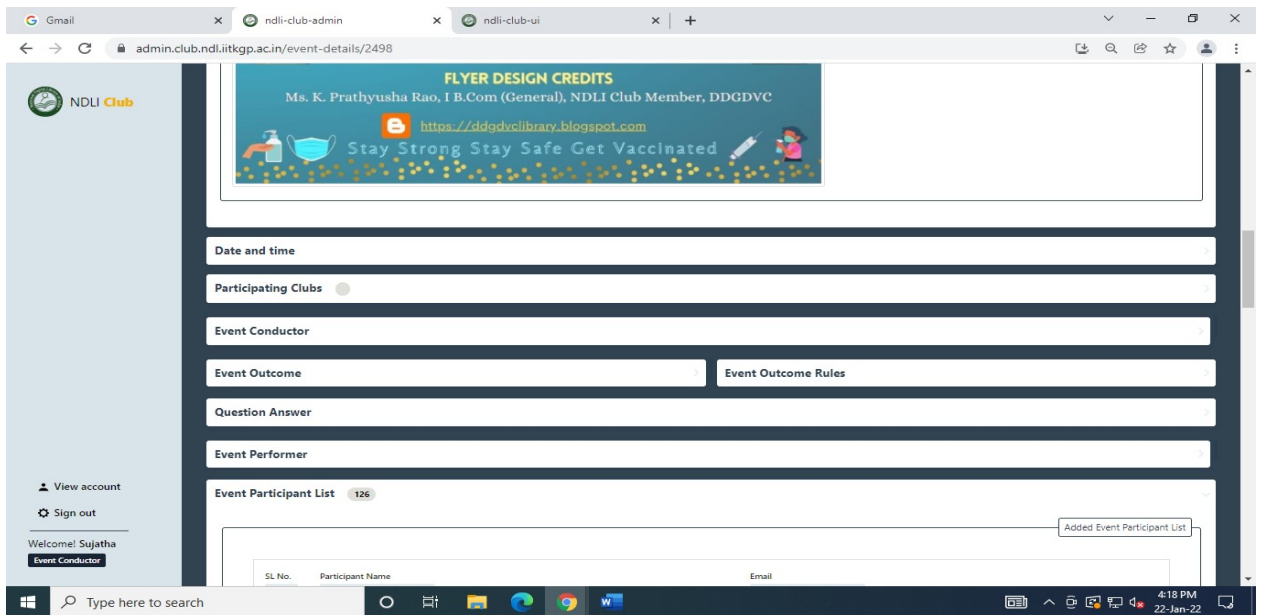 Gmail
ndli-club-admin
ndli-club-ui
admin.club.ndl.iitkgp.ac.in/event-details/2498
NDLI Club
FLYER DESIGN CREDITS
Ms. K. Prathyusha Rao, I B.Com (General), NDLI Club Member, DDGDVC
https://ddgdvclibrary.blogspot.com
Stay Strong Stay Safe Get Vaccinated
Date and time
Participating Clubs
Event Conductor
Event Outcome
Event Outcome Rules
Question Answer
Event Performer
Event Participant List 126
Added Event Participant List
SL No. Participant Name Email
View account
Sign out
Welcome! Sujatha
Event Conductor
Type here to search
4:18 PM
22-Jan-22